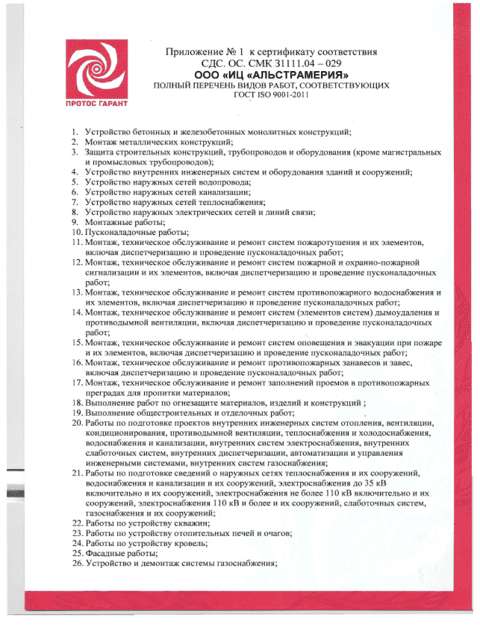 Приложение № 1 к сертификату соответствия
СДС. ОС. СМК 31111.04 – 029
ООО «ИЦ «АЛЬСТРАМЕРИЯ»
ПОЛНЫЙ ПЕРЕЧЕНЬ ВИДОВ РАБОТ, СООТВЕТСТВУЮЩИХ
ГОСТ ISO 9001-2011
ПРОТОС ГАРАНТ
1. Устройство бетонных и железобетонных монолитных конструкций;
2. Монтаж металлических конструкций;
3. Защита строительных конструкций, трубопроводов и оборудования (кроме магистральных
и промысловых трубопроводов);
4. Устройство внутренних инженерных систем и оборудования зданий и сооружений;
5. Устройство наружных сетей водопровода;
6. Устройство наружных сетей канализации;
7. Устройство наружных сетей теплоснабжения;
8. Устройство наружных электрических сетей и линий связи;
9. Монтажные работы;
10. Пусконаладочные работы;
11. Монтаж, техническое обслуживание и ремонт систем пожаротушения и их элементов,
включая диспетчеризацию и проведение пусконаладочных работ;
12. Монтаж, техническое обслуживание и ремонт систем пожарной и охранно-пожарной
сигнализации и их элементов, включая диспетчеризацию и проведение пусконаладочных
работ;
13. Монтаж, техническое обслуживание и ремонт систем противопожарного водоснабжения и
их элементов, включая диспетчеризацию и проведение пусконаладочных работ;
14. Монтаж, техническое обслуживание и ремонт систем (элементов систем) дымоудаления и
противодымной вентиляции, включая диспетчеризацию и проведение пусконаладочных
работ;
15. Монтаж, техническое обслуживание и ремонт систем оповещения и эвакуации при пожаре
и их элементов, включая диспетчеризацию и проведение пусконаладочных работ;
16. Монтаж, техническое обслуживание и ремонт противопожарных занавесов и завес,
включая диспетчеризацию и проведение пусконаладочных работ;
17. Монтаж, техническое обслуживание и ремонт заполнений проемов в противопожарных
преградах для пропитки материалов;
18. Выполнение работ по огнезащите материалов, изделий и конструкций ;
19. Выполнение общестроительных и отделочных работ;
20. Работы по подготовке проектов внутренних инженерных систем отопления, вентиляции,
кондиционирования, противодымной вентиляции, теплоснабжения и холодоснабжения,
водоснабжения и канализации, внутренних систем электроснабжения, внутренних
слаботочных систем, внутренних диспетчеризации, автоматизации и управления
инженерными системами, внутренних систем газоснабжения;
21. Работы по подготовке сведений о наружных сетях теплоснабжения и их сооружений,
водоснабжения и канализации и их сооружений, электроснабжения до 35 кВ
включительно и их сооружений, электроснабжения не более 110 кВ включительно и их
сооружений, электроснабжения 110 кВ и более и их сооружений, слаботочных систем,
газоснабжения и их сооружений;
22. Работы по устройству скважин;
23. Работы по устройству отопительных печей и очагов;
24. Работы по устройству кровель;
25. Фасадные работы;
26. Устройство и демонтаж системы газоснабжения;